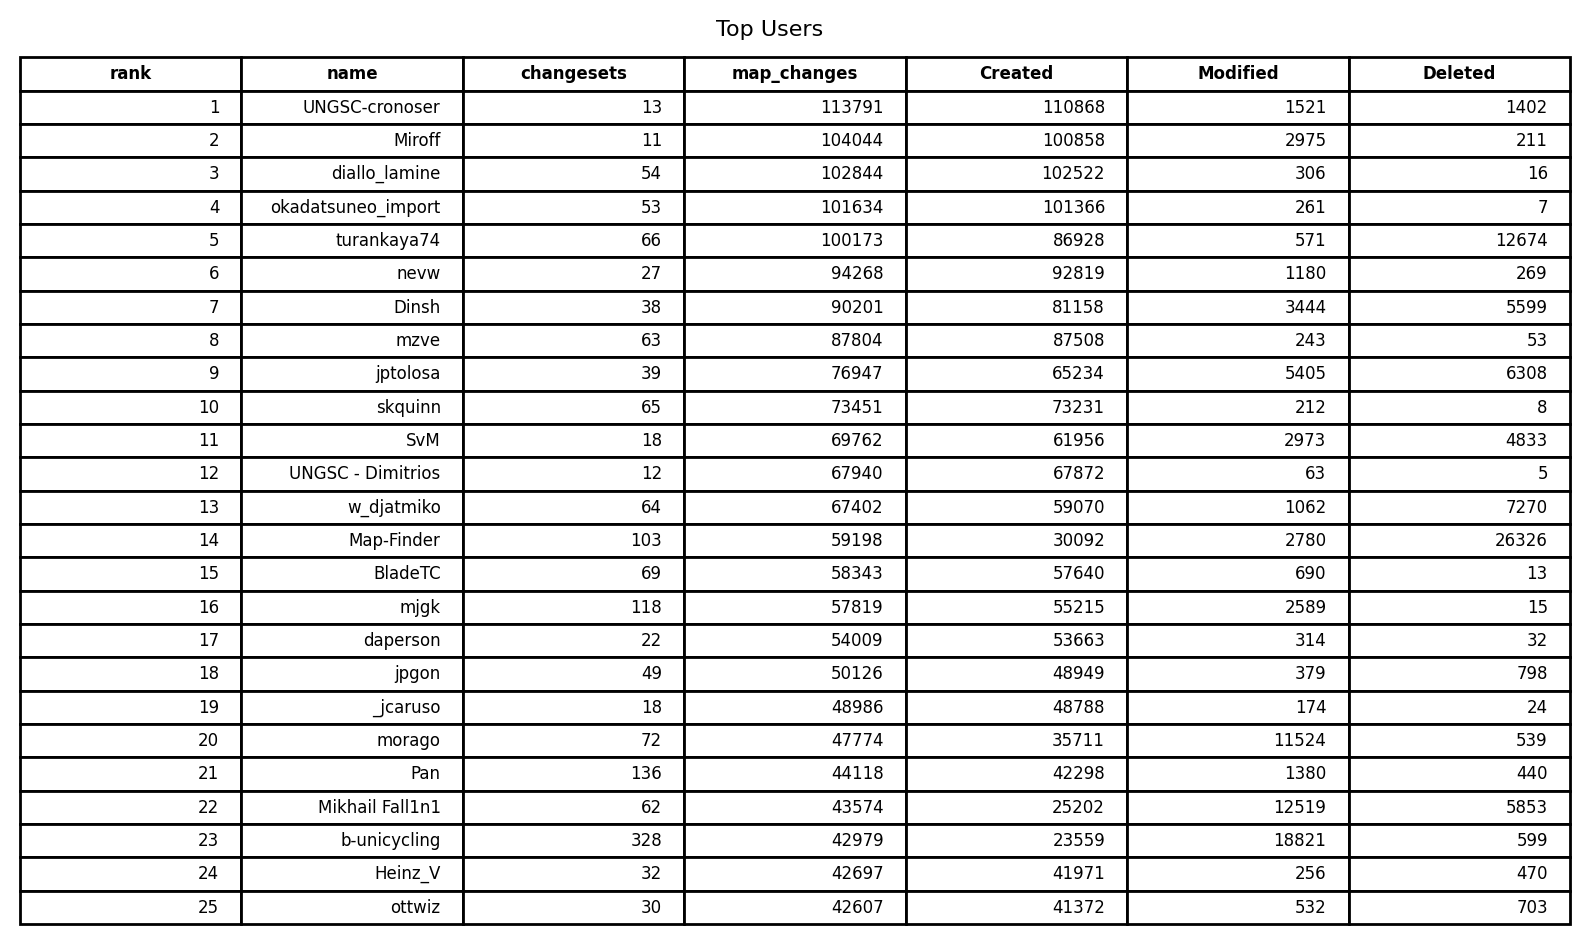 Top Users
rank name changesets map_changes Created Modified Deleted
1 UNGSC-cronoser 13 113791 110868 1521 1402
2 Miroff 11 104044 100858 2975 211
3 diallo_lamine 54 102844 102522 306 16
4 okadatsuneo_import 53 101634 101366 261 7
5 turankaya74 66 100173 86928 571 12674
6 nevw 27 94268 92819 1180 269
7 Dinsh 38 90201 81158 3444 5599
8 mzve 63 87804 87508 243 53
9 jptolosa 39 76947 65234 5405 6308
10 skquinn 65 73451 73231 212 8
11 SvM 18 69762 61956 2973 4833
12 UNGSC - Dimitrios 12 67940 67872 63 5
13 w_djatmiko 64 67402 59070 1062 7270
14 Map-Finder 103 59198 30092 2780 26326
15 BladeTC 69 58343 57640 690 13
16 mjgk 118 57819 55215 2589 15
17 daperson 22 54009 53663 314 32
18 jpgon 49 50126 48949 379 798
19 _jcaruso 18 48986 48788 174 24
20 morago 72 47774 35711 11524 539
21 Pan 136 44118 42298 1380 440
22 Mikhail Fall1n1 62 43574 25202 12519 5853
23 b-unicycling 328 42979 23559 18821 599
24 Heinz_V 32 42697 41971 256 470
25 ottwiz 30 42607 41372 532 703